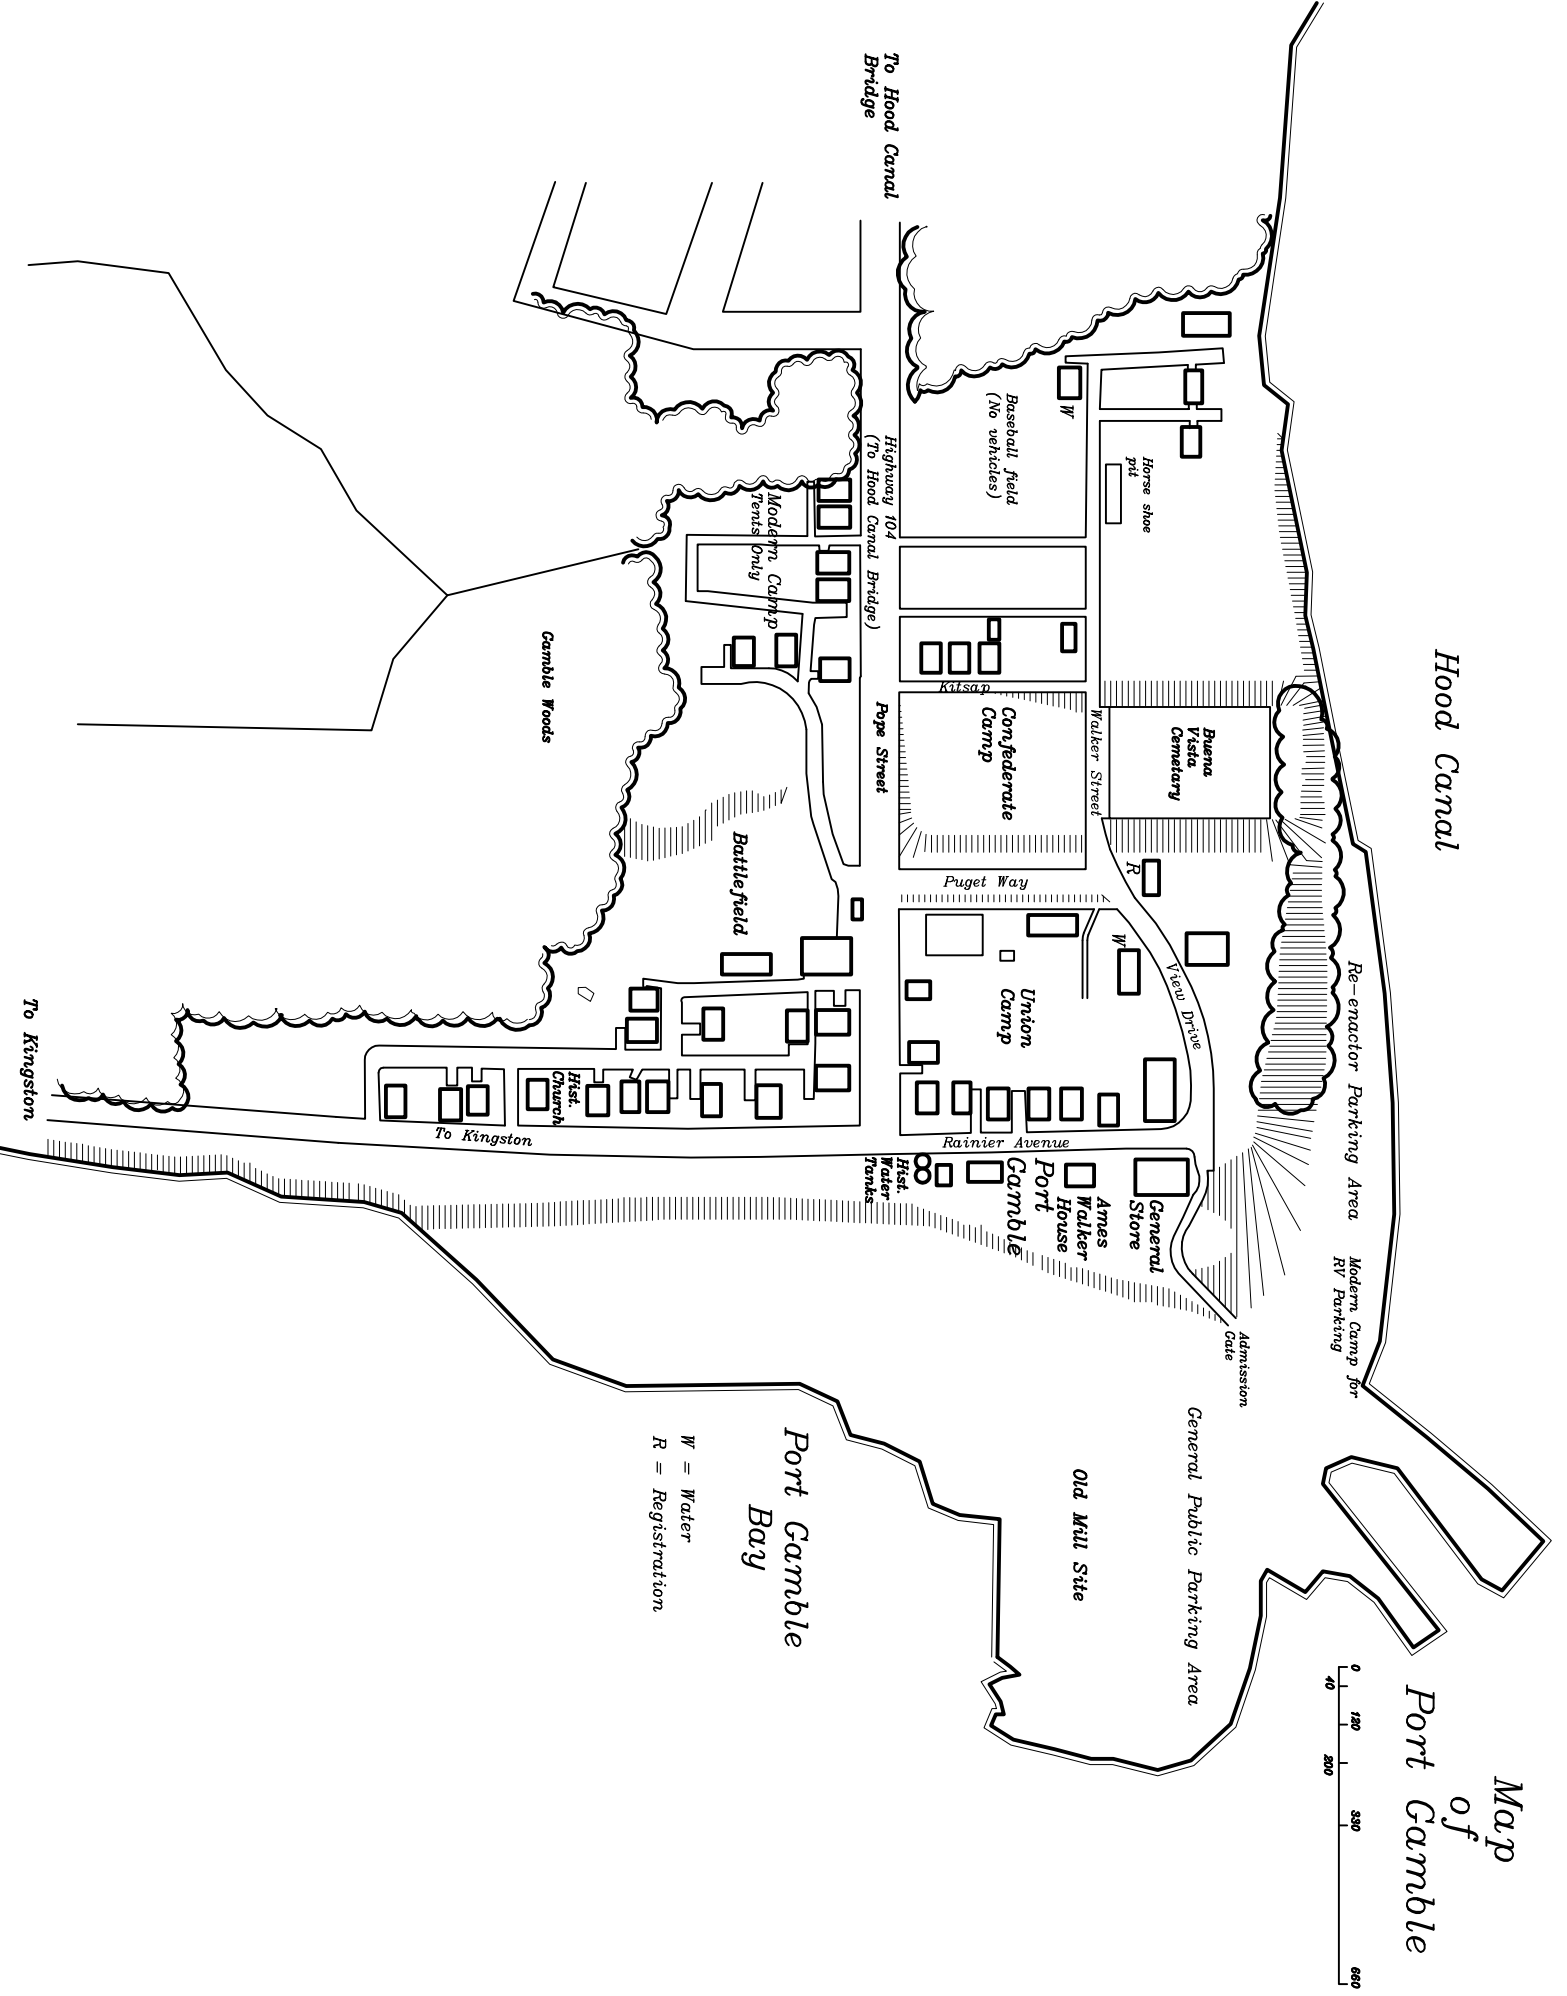 Map
of
Port Gamble
0
40
120
200
330
660
Hood Canal
Re-enactor Parking Area
Modern Camp for
RV Parking
Admission
Gate
General Public Parking Area
Old Mill Site
To Hood Canal
Bridge
Baseball field
(No vehicles)
W
Horse shoe
pit
Highway 104
(To Hood Canal Bridge)
Modern Camp
Tents Only
Kitsap
Confederate
Camp
Walker Street
Buena
Vista
Cemetary
Pope Street
Puget Way
R
W
View Drive
Union
Camp
Rainier Avenue
General
Store
Ames
Walker
House
Port
Gamble
Hist.
Water
Tanks
Gamble Woods
Battlefield
Hist.
Church
To Kingston
To Kingston
Port Gamble
Bay
W = Water
R = Registration